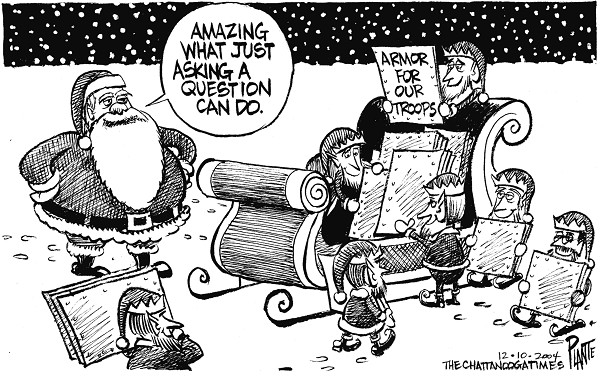 AMAZING
WHAT JUST
ASKING A
QUESTION
CAN DO.
ARMOR
FOR
OUR
TROOPS
12·10·2004
THE CHATTANOOGA TIMES
PLANTE